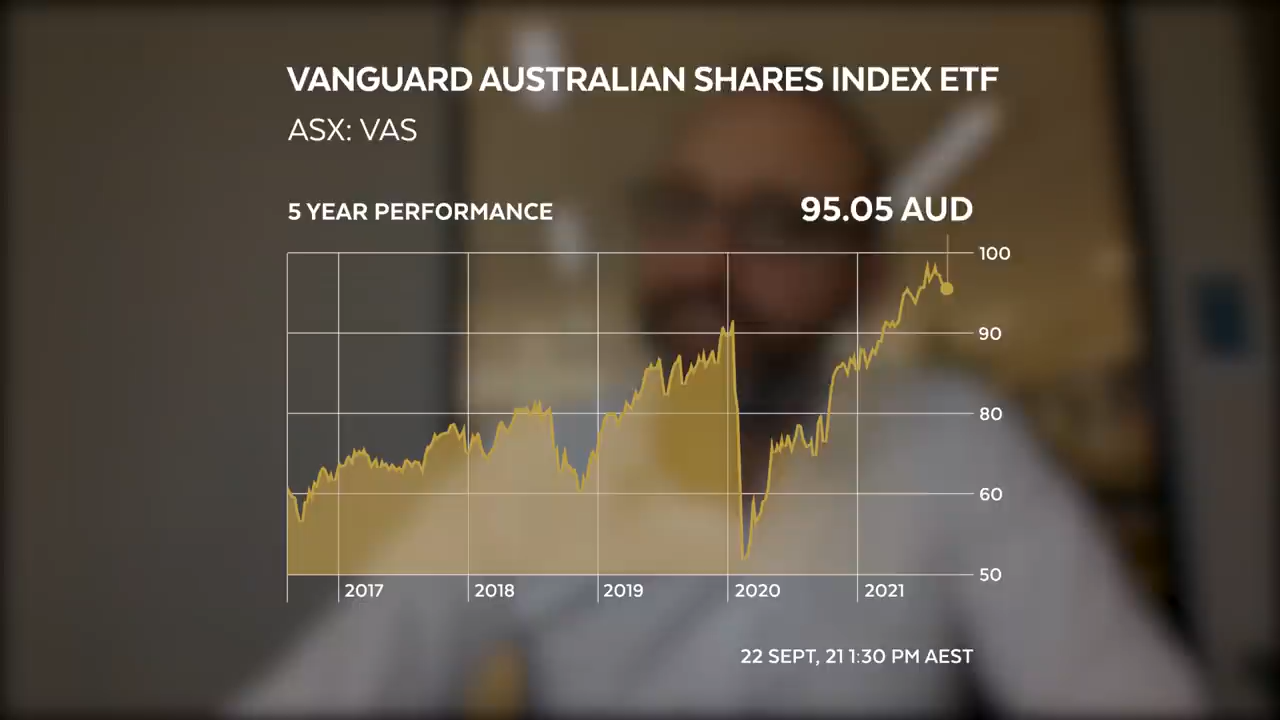 VANGUARD AUSTRALIAN SHARES INDEX ETF
ASX: VAS
5 YEAR PERFORMANCE
95.05 AUD
100
90
80
60
50
2017
2018
2019
2020
2021
22 SEPT, 21 1:30 PM AEST